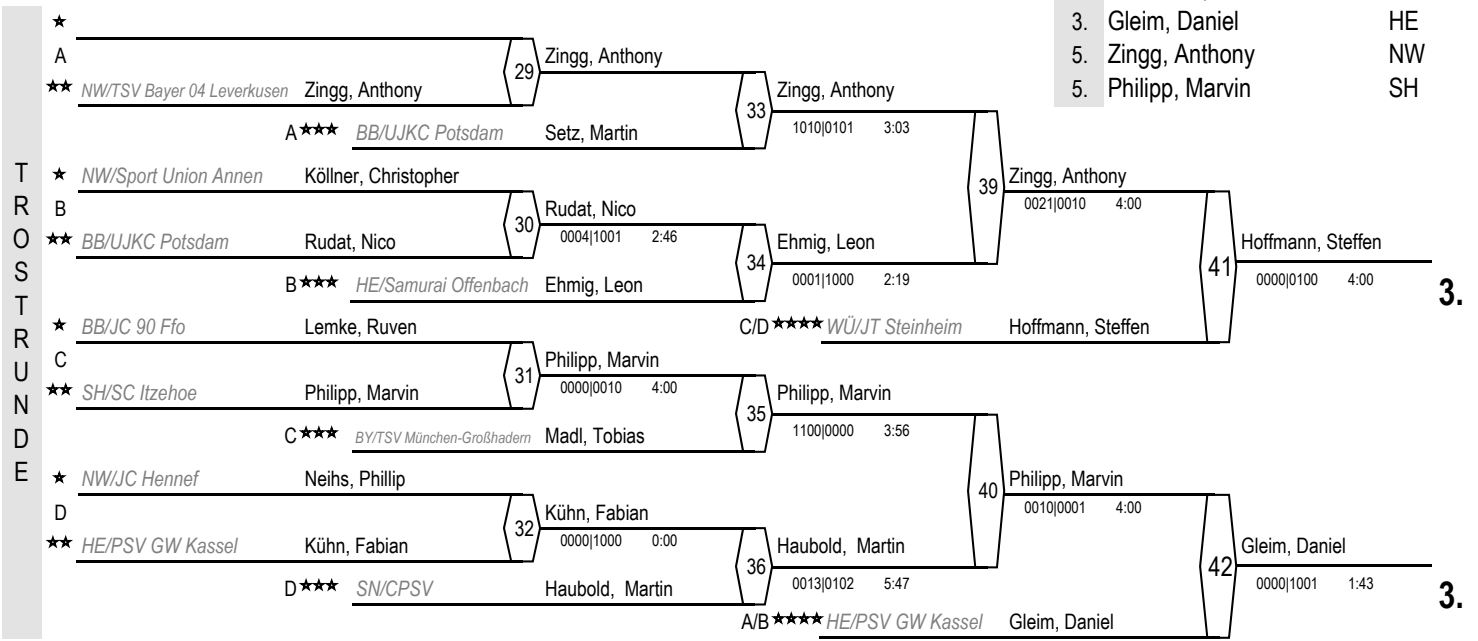 3. Gleim, Daniel HE
5. Zingg, Anthony NW
5. Philipp, Marvin SH
TROSTRUNDE
A
29 Zingg, Anthony
NW/TSV Bayer 04 Leverkusen Zingg, Anthony
33 Zingg, Anthony
1010|0101 3:03
A BB/UJKC Potsdam Setz, Martin
NW/Sport Union Annen Köllner, Christopher
39 Zingg, Anthony
0021|0010 4:00
B
30 Rudat, Nico
0004|1001 2:46
BB/UJKC Potsdam Rudat, Nico
34 Ehmig, Leon
0001|1000 2:19
41 Hoffmann, Steffen
0000|0100 4:00
3.
B HE/Samurai Offenbach Ehmig, Leon
BB/JC 90 Ffo Lemke, Ruven
C/D WÜ/JT Steinheim Hoffmann, Steffen
C
31 Philipp, Marvin
0000|0010 4:00
SH/SC Itzehoe Philipp, Marvin
35 Philipp, Marvin
1100|0000 3:56
C BY/TSV München-Großhadern Madl, Tobias
NW/JC Hennef Neihs, Phillip
40 Philipp, Marvin
0010|0001 4:00
D
32 Kühn, Fabian
0000|1000 0:00
HE/PSV GW Kassel Kühn, Fabian
36 Haubold, Martin
0013|0102 5:47
42 Gleim, Daniel
0000|1001 1:43
3.
D SN/CPSV Haubold, Martin
A/B HE/PSV GW Kassel Gleim, Daniel